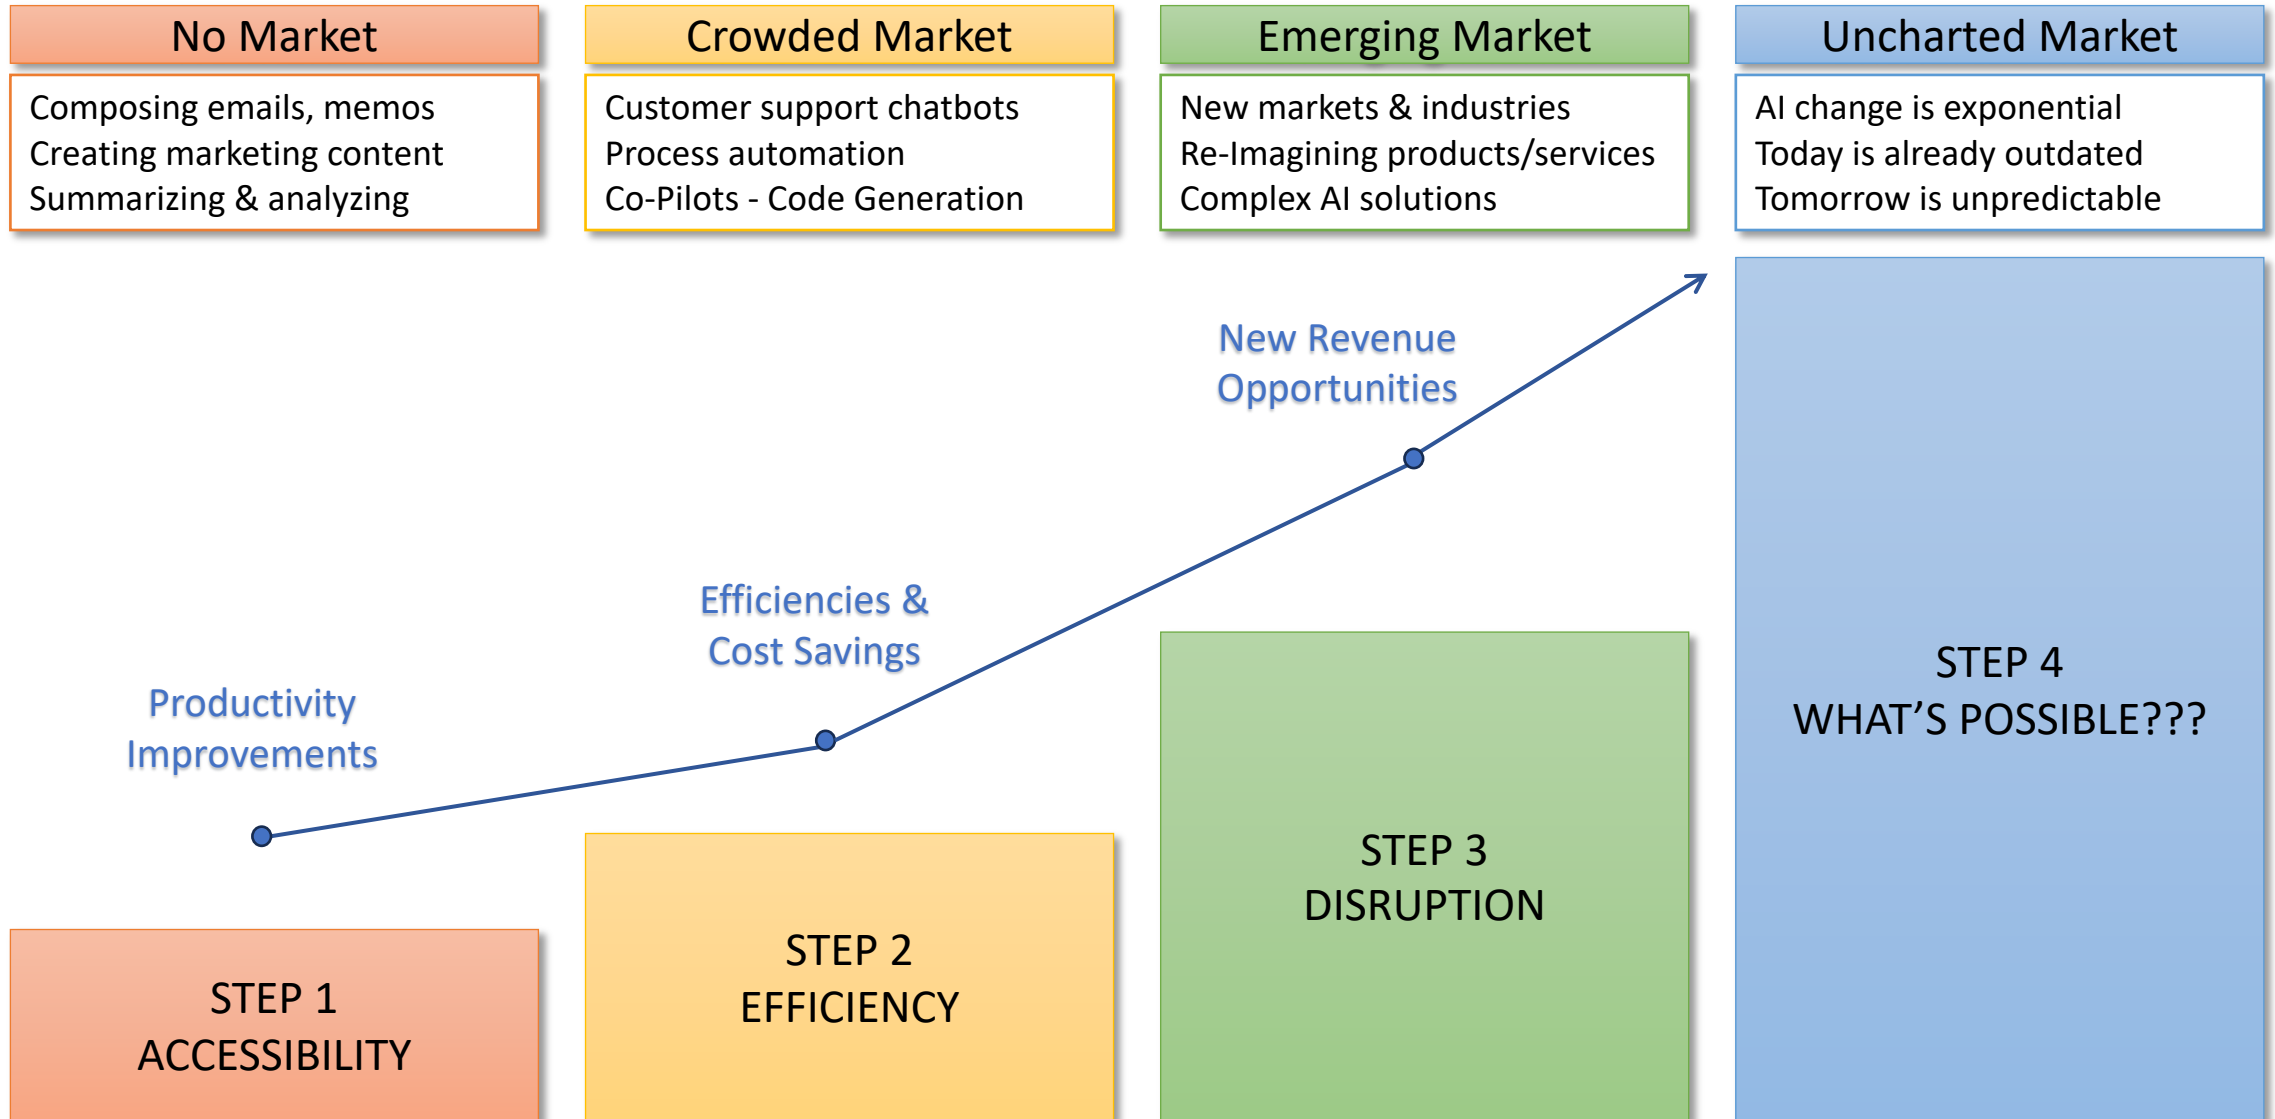 No Market
Composing emails, memos
Creating marketing content
Summarizing & analyzing
Crowded Market
Customer support chatbots
Process automation
Co-Pilots - Code Generation
Emerging Market
New markets & industries
Re-Imagining products/services
Complex AI solutions
Uncharted Market
AI change is exponential
Today is already outdated
Tomorrow is unpredictable
Productivity
Improvements
Efficiencies &
Cost Savings
New Revenue
Opportunities
STEP 1
ACCESSIBILITY
STEP 2
EFFICIENCY
STEP 3
DISRUPTION
STEP 4
WHAT’S POSSIBLE???